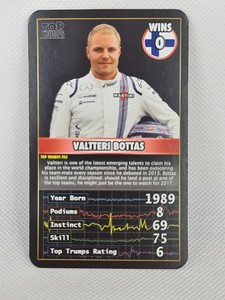 TOP
TRUMPS
WINS
0
VALTTERI BOTTAS
TOP TRUMPS FILE
Valtteri is one of the latest emerging talents to claim his
place in the world championship, and has been outscoring
his team-mate every season since he debuted in 2013. Bottas
is resilient and disciplined: should he land a seat at one
of the top teams, he might just be the one to watch for 2017.
Year Born 1989
Podiums 8
Instinct 69
Skill 75
Top Trumps Rating 6